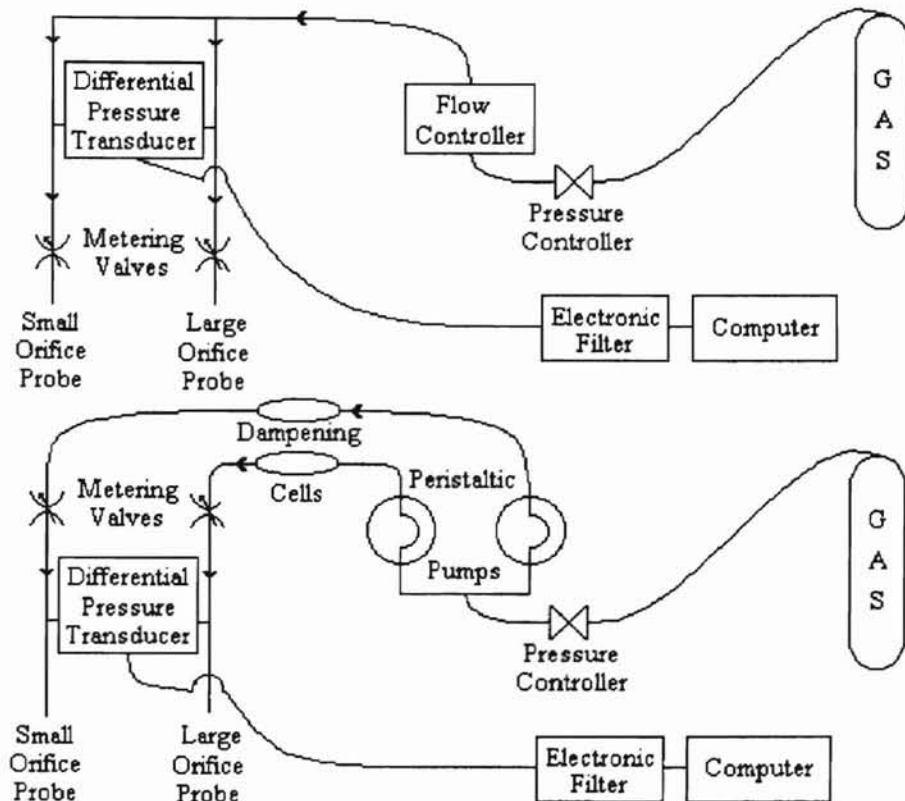 Differential
Pressure
Transducer
Flow
Controller
G
A
S
Pressure
Controller
Metering
Valves
Small
Orifice
Probe
Large
Orifice
Probe
Electronic
Filter
Computer
Dampening
Cells
Peristaltic
Pumps
G
A
S
Metering
Valves
Differential
Pressure
Transducer
Pressure
Controller
Small
Orifice
Probe
Large
Orifice
Probe
Electronic
Filter
Computer